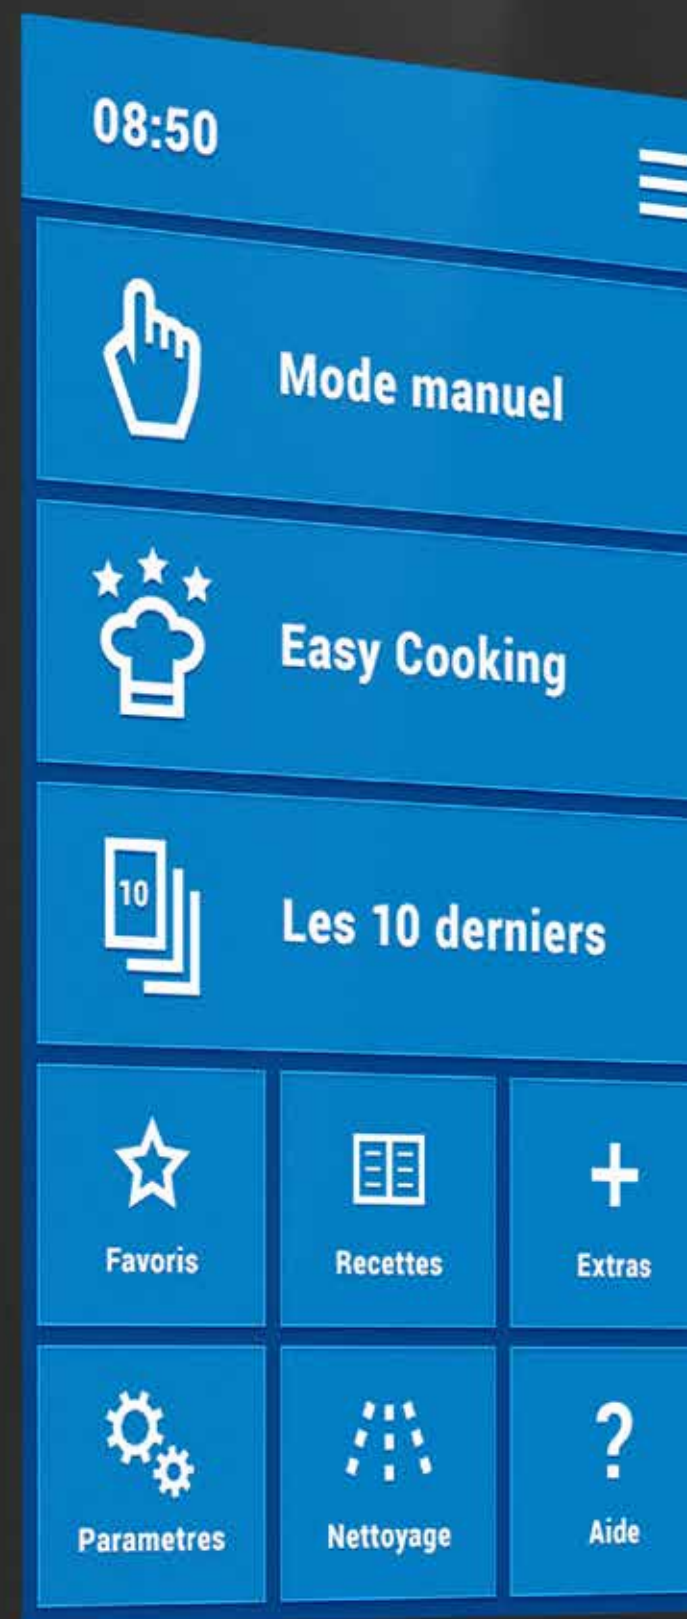 08:50
Mode manuel
Easy Cooking
10
Les 10 derniers
Favoris
Recettes
Extras
Parametres
Nettoyage
Aide